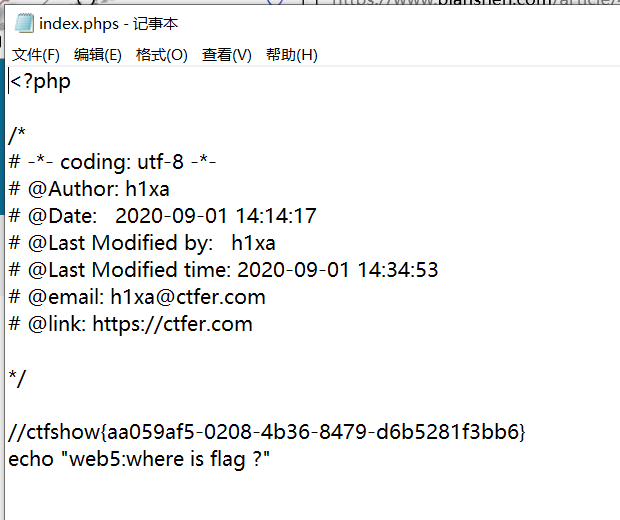 index.phps - 记事本
文件(F) 编辑(E) 格式(O) 查看(V) 帮助(H)
<?php
/*
# -*- coding: utf-8 -*-
# @Author: h1xa
# @Date:   2020-09-01 14:14:17
# @Last Modified by:   h1xa
# @Last Modified time: 2020-09-01 14:34:53
# @email: h1xa@ctfer.com
# @link: https://ctfer.com
*/
//ctfshow{aa059af5-0208-4b36-8479-d6b5281f3bb6}
echo "web5:where is flag ?"